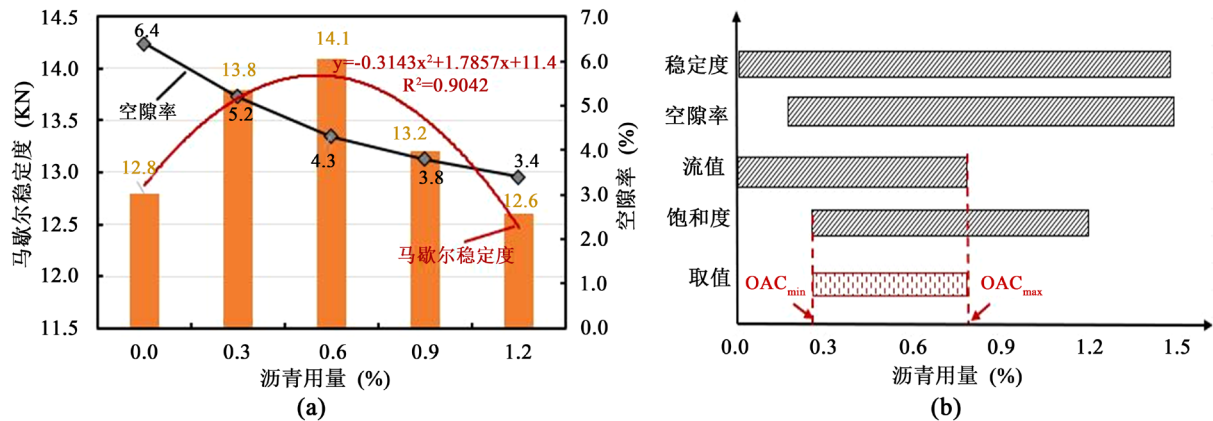 马歇尔稳定度 (KN)
14.5
14.0
13.5
13.0
12.5
12.0
11.5
7.0
6.0
5.0
4.0
3.0
2.0
1.0
0.0
空隙率 (%)
6.4
5.2
4.3
3.8
3.4
12.8
13.8
14.1
13.2
12.6
y=-0.3143x²+1.7857x+11.4
R²=0.9042
空隙率
马歇尔稳定度
0.0 0.3 0.6 0.9 1.2
沥青用量 (%)
(a)
稳定度
空隙率
流值
饱和度
取值
OACmin
OACmax
0.0 0.3 0.6 0.9 1.2 1.5
沥青用量 (%)
(b)